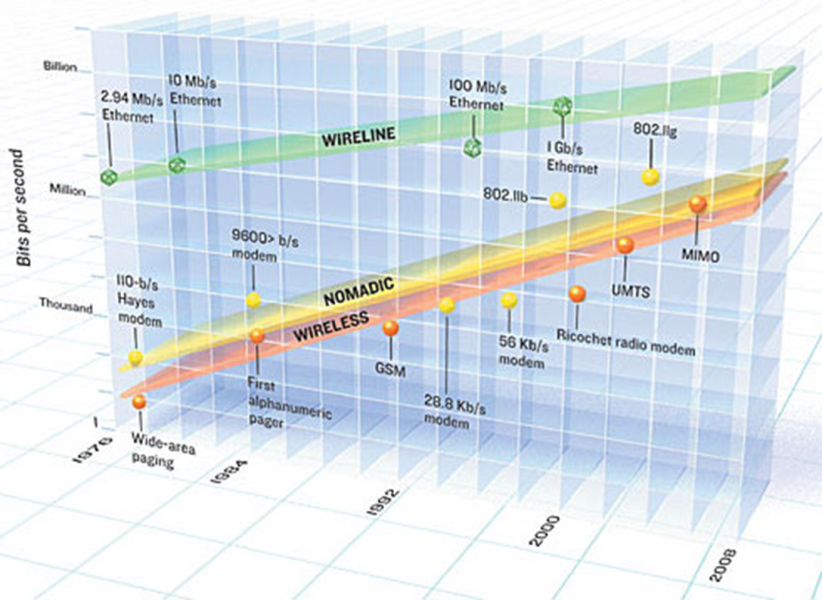 Billion
10 Mb/s
Ethernet
2.94 Mb/s
Ethernet
100 Mb/s
Ethernet
WIRELINE
802.11g
1 Gb/s
Ethernet
Bits per second
Million
802.11b
9600> b/s
modem
MIMO
110-b/s
Hayes
modem
NOMADIC
UMTS
Thousand
WIRELESS
Ricochet radio modem
56 Kb/s
modem
GSM
First
alphanumeric
pager
28.8 Kb/s
modem
1
Wide-area
paging
1976
1984
1992
2000
2008